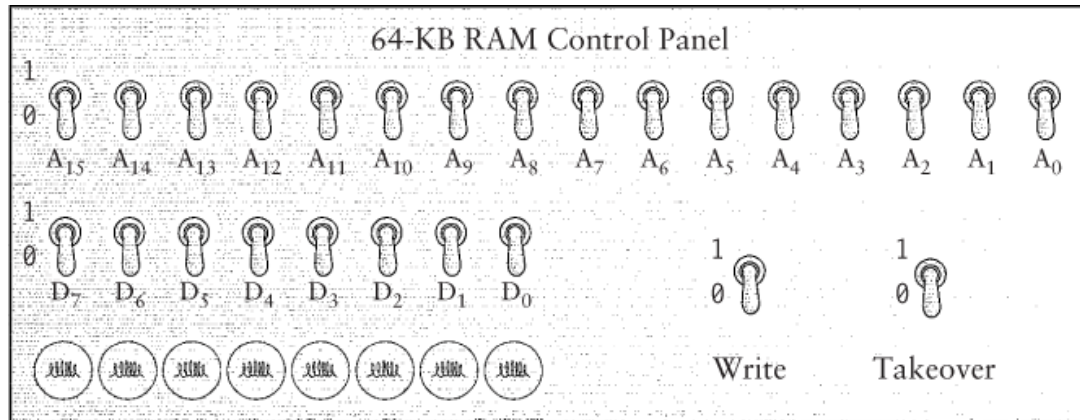 64-KB RAM Control Panel
1
0
A₁₅ A₁₄ A₁₃ A₁₂ A₁₁ A₁₀ A₉ A₈ A₇ A₆ A₅ A₄ A₃ A₂ A₁ A₀
1
0
D₇ D₆ D₅ D₄ D₃ D₂ D₁ D₀
1
0
Write
1
0
Takeover